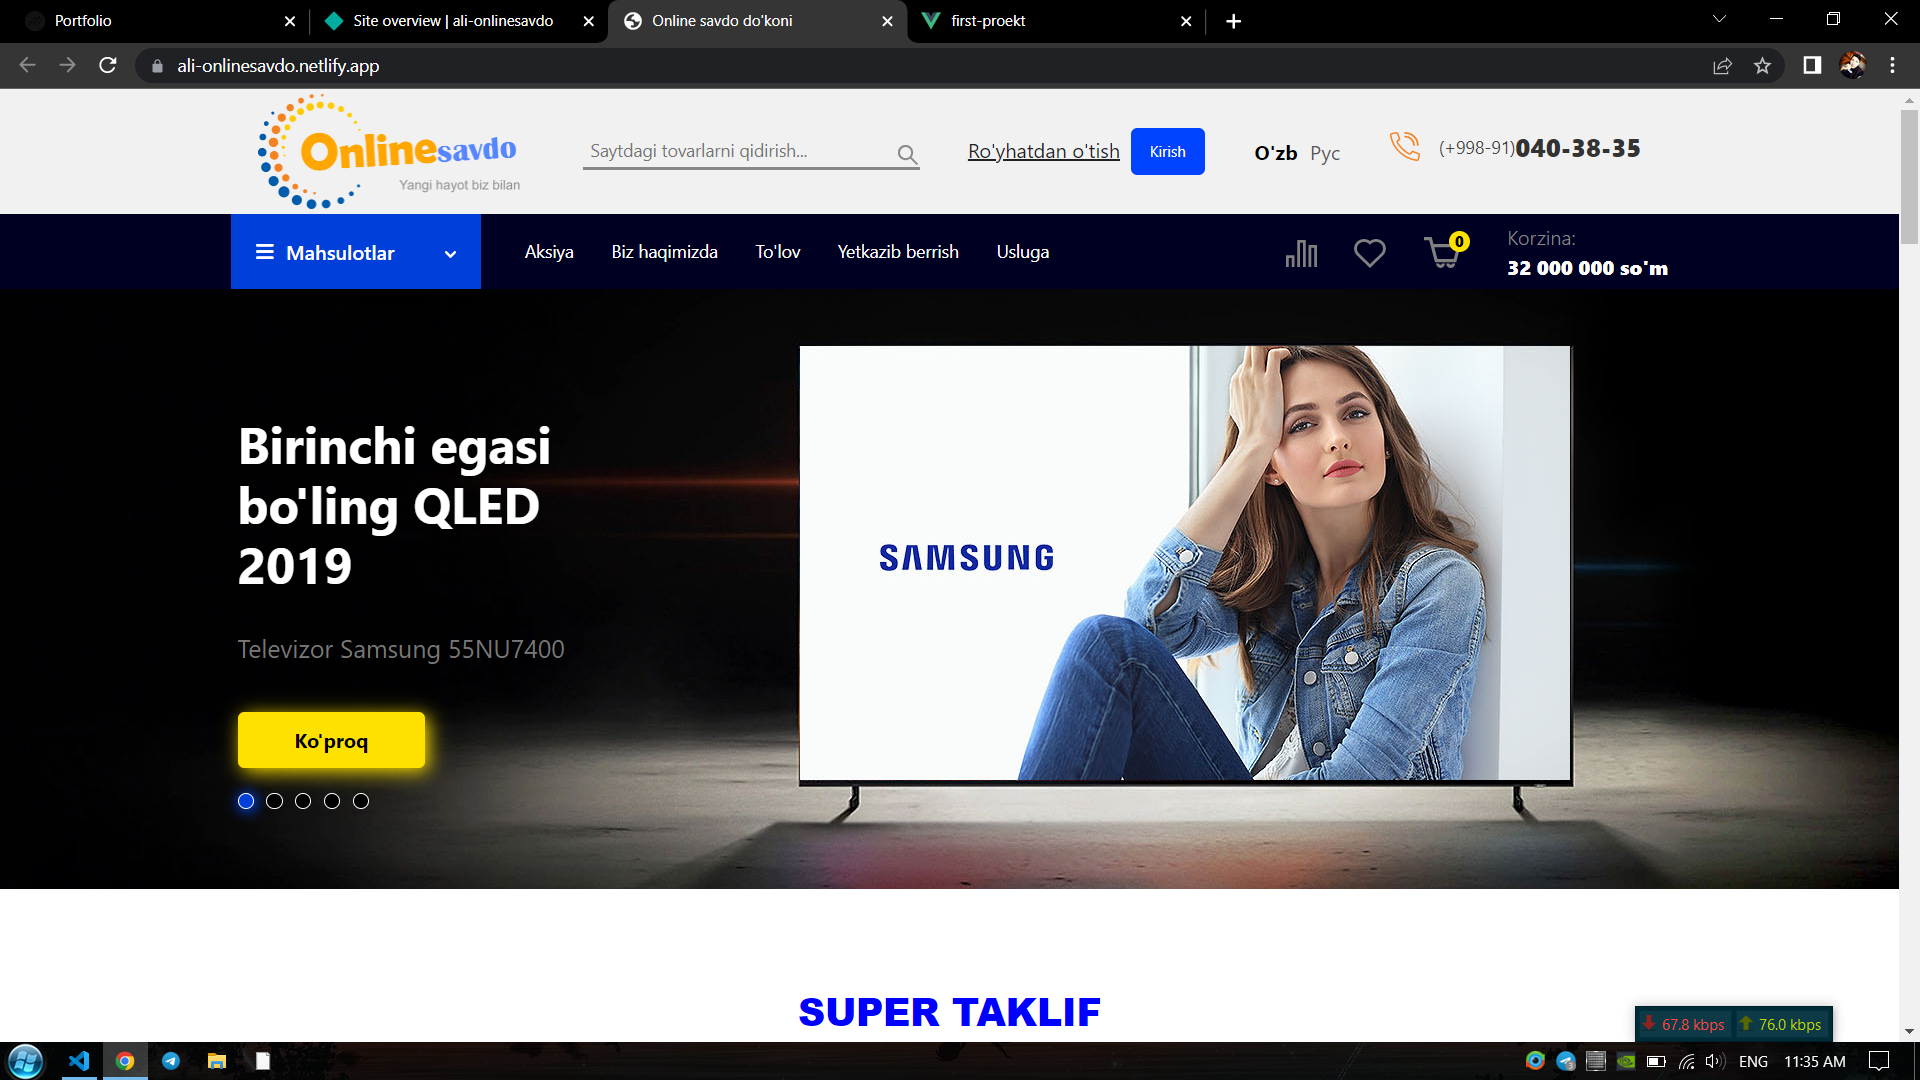 Portfolio
Site overview | ali-onlinesavdo
Online savdo do'koni
first-proekt
ali-onlinesavdo.netlify.app
Onlinesavdo
Yangi hayot biz bilan
Saytdagi tovarlarni qidirish...
Ro'yhatdan o'tish
Kirish
O'zb Рус
(+998-91)040-38-35
Mahsulotlar
Aksiya
Biz haqimizda
To'lov
Yetkazib berrish
Usluga
0
Korzina:
32 000 000 so'm
Birinchi egasi
bo'ling QLED
2019
Televizor Samsung 55NU7400
Ko'proq
SAMSUNG
SUPER TAKLIF
67.8 kbps
76.0 kbps
ENG
11:35 AM